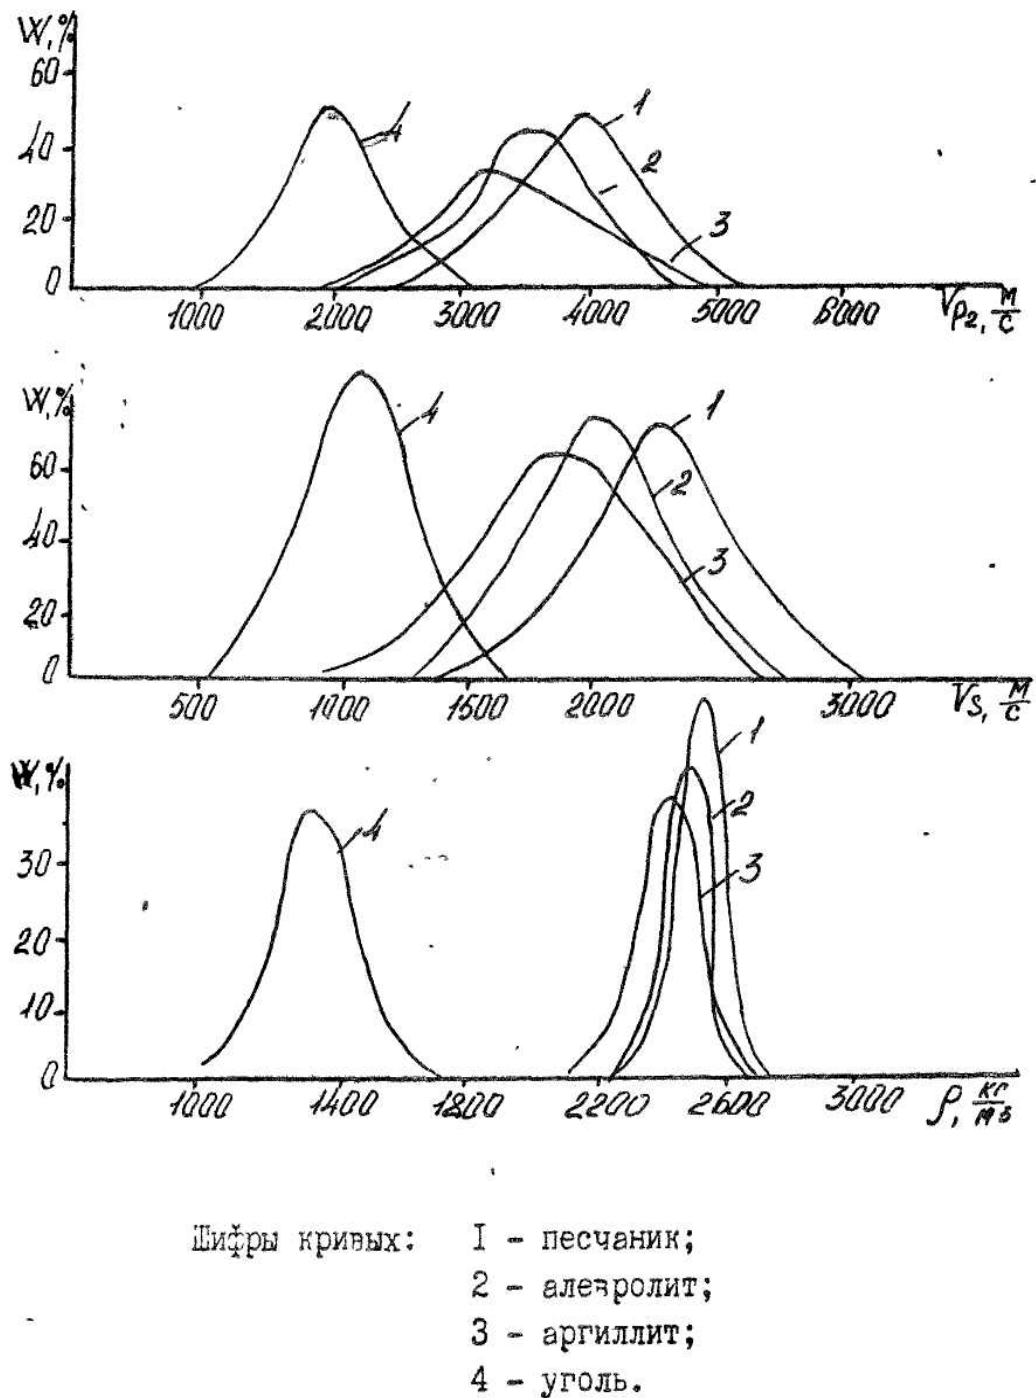 W,%
60
40
20
0
4
1
2
3
1000 2000 3000 4000 5000 6000 Vp2, м/с
W,%
60
40
20
0
4
1
2
3
500 1000 1500 2000 3000 Vs, м/с
W,%
30
20
10
0
4
1
2
3
1000 1400 1800 2200 2600 3000 ρ, кг/м3
Шифры кривых: I - песчаник;
2 - алевролит;
3 - аргиллит;
4 - уголь.